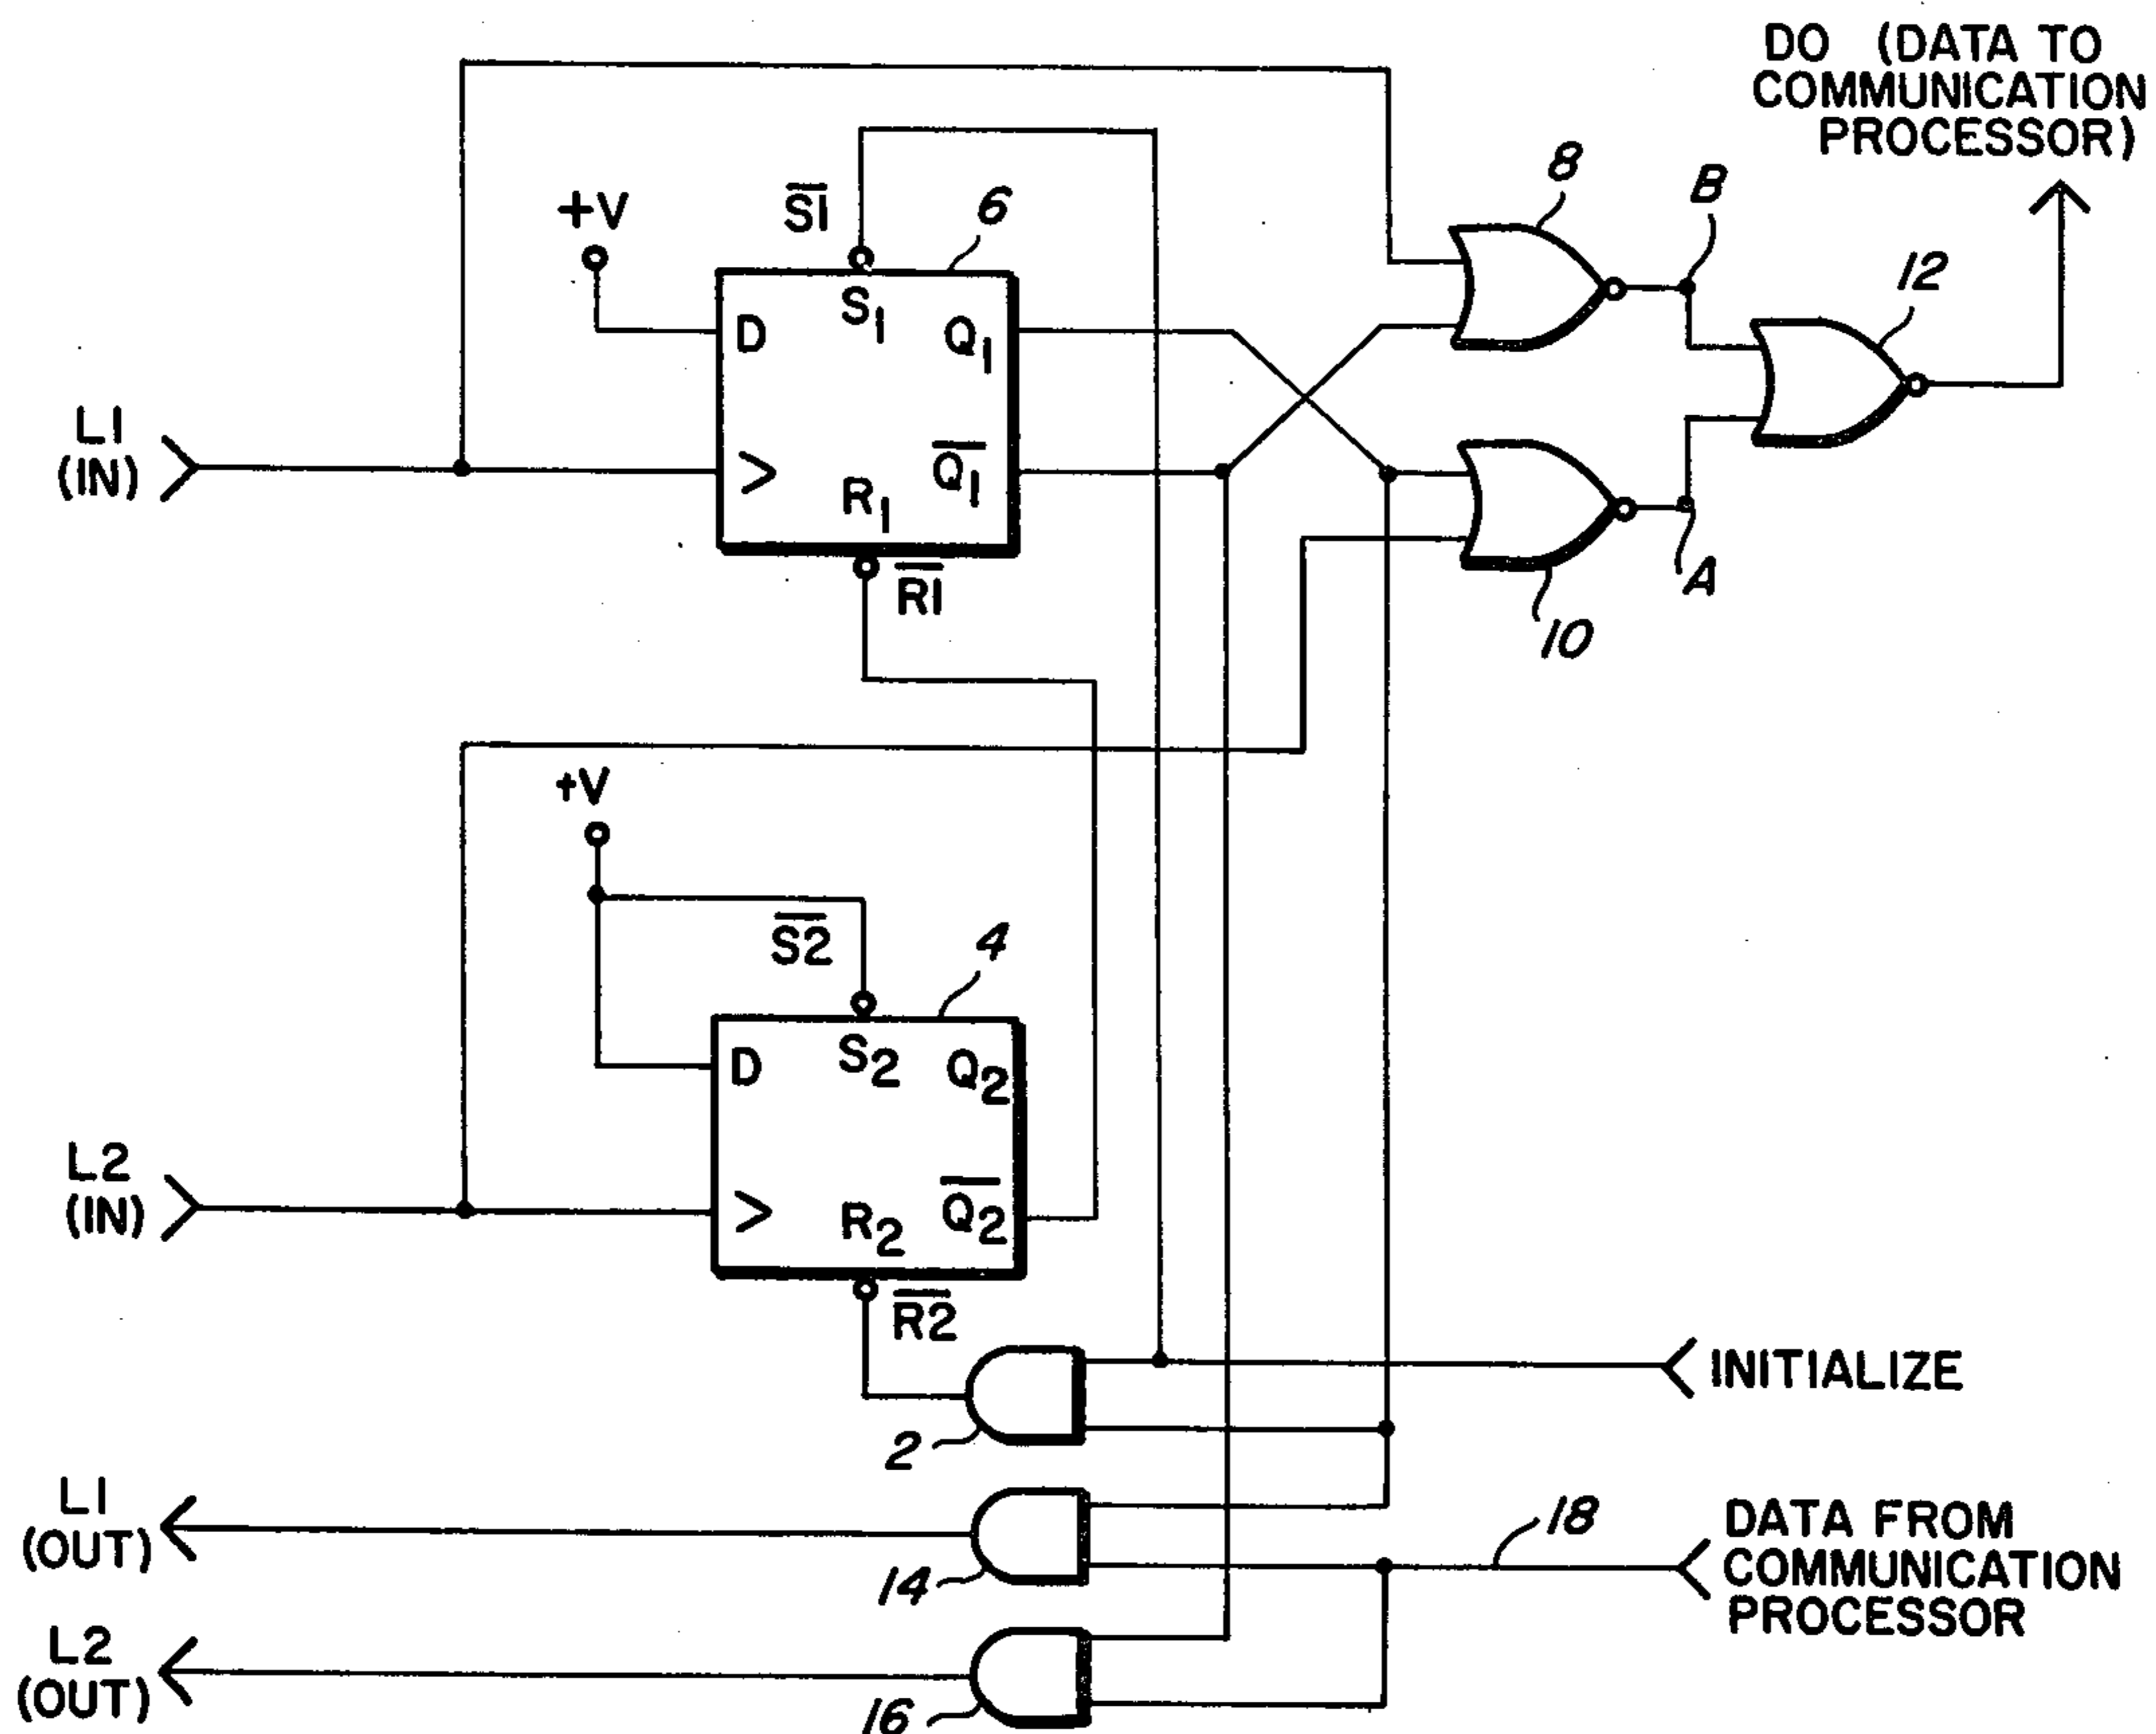 DO (DATA TO
COMMUNICATION
PROCESSOR)
8
B
+V
S1
6
12
S1
D
Q1
L1
(IN)
>
R1
Q1
R1
A
10
+V
S2
4
D
S2
Q2
L2
(IN)
>
R2
Q2
R2
INITIALIZE
2
L1
(OUT)
18
DATA FROM
COMMUNICATION
PROCESSOR
14
L2
(OUT)
16